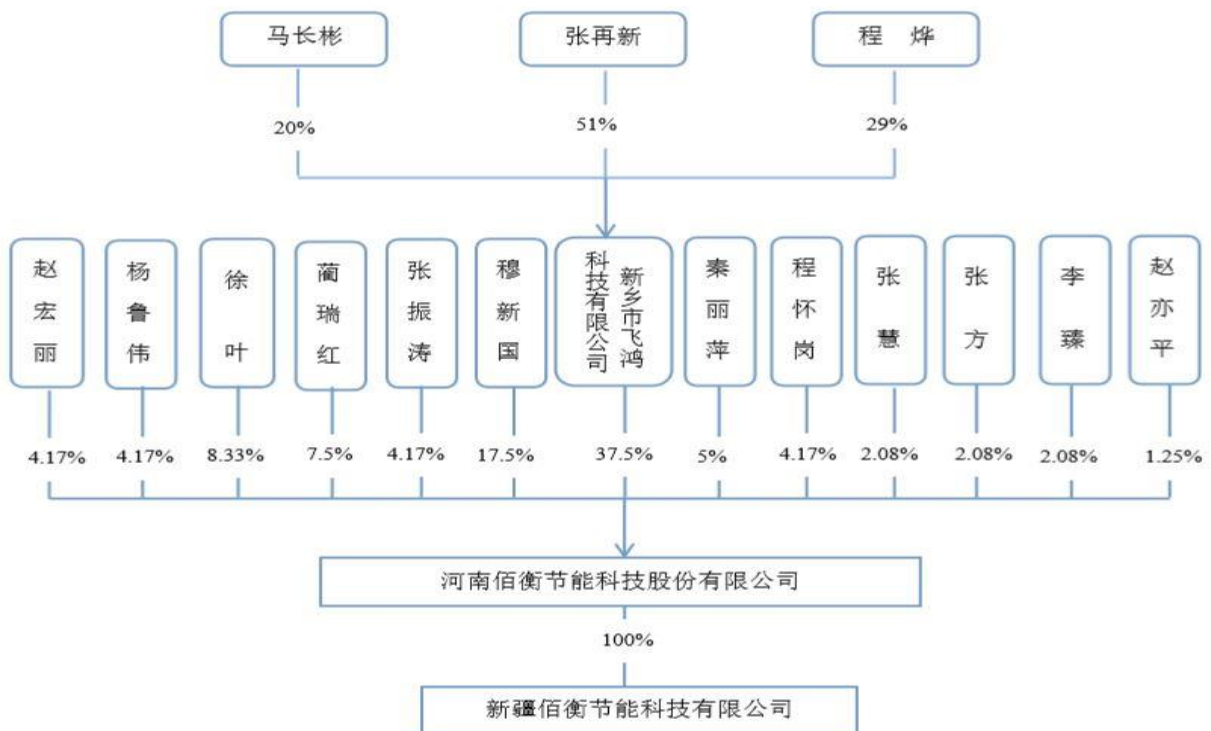 马长彬
张再新
程 烨
20%
51%
29%
赵宏丽
杨鲁伟
徐叶
蔺瑞红
张振涛
穆新国
新乡市飞鸿
科技有限公司
秦丽萍
程怀岗
张慧
张方
李臻
赵亦平
4.17%
4.17%
8.33%
7.5%
4.17%
17.5%
37.5%
5%
4.17%
2.08%
2.08%
2.08%
1.25%
河南佰衡节能科技股份有限公司
100%
新疆佰衡节能科技有限公司